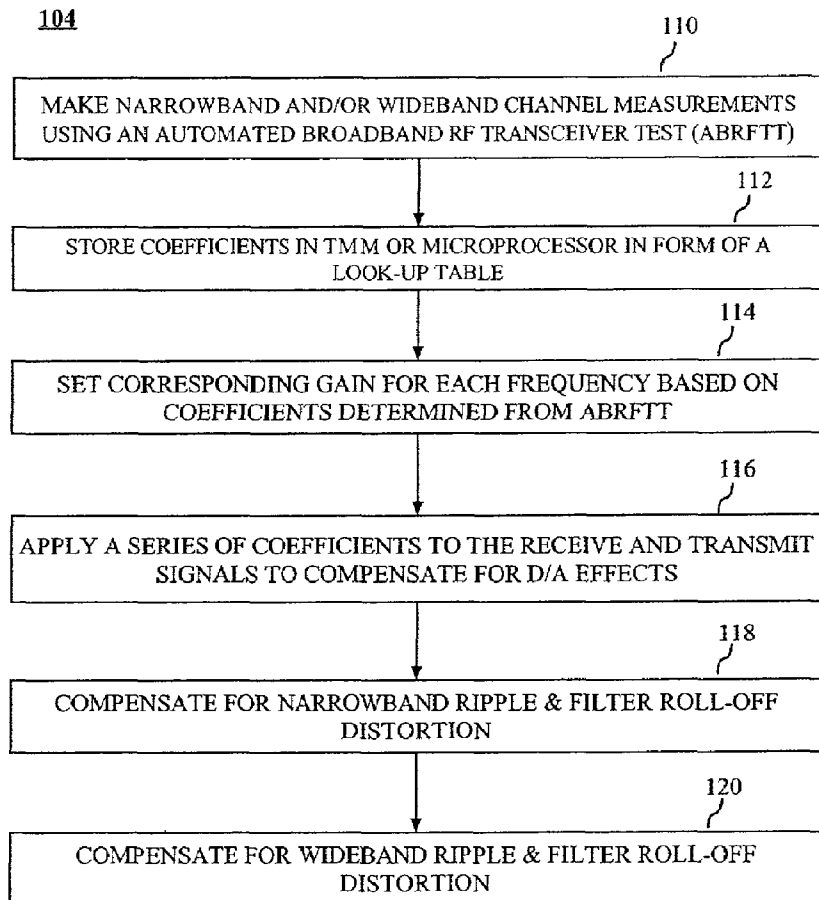 104
110
MAKE NARROWBAND AND/OR WIDEBAND CHANNEL MEASUREMENTS
USING AN AUTOMATED BROADBAND RF TRANSCEIVER TEST (ABRFTT)
112
STORE COEFFICIENTS IN TMM OR MICROPROCESSOR IN FORM OF A
LOOK-UP TABLE
114
SET CORRESPONDING GAIN FOR EACH FREQUENCY BASED ON
COEFFICIENTS DETERMINED FROM ABRFTT
116
APPLY A SERIES OF COEFFICIENTS TO THE RECEIVE AND TRANSMIT
SIGNALS TO COMPENSATE FOR D/A EFFECTS
118
COMPENSATE FOR NARROWBAND RIPPLE & FILTER ROLL-OFF
DISTORTION
120
COMPENSATE FOR WIDEBAND RIPPLE & FILTER ROLL-OFF
DISTORTION